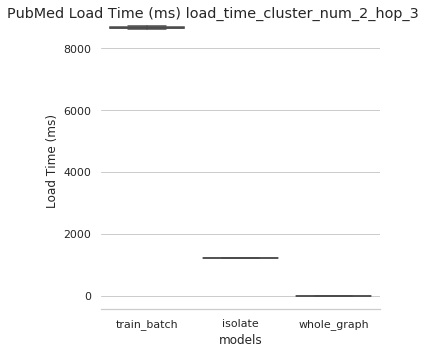 PubMed Load Time (ms) load_time_cluster_num_2_hop_3
8000
6000
4000
2000
0
Load Time (ms)
train_batch
isolate
whole_graph
models